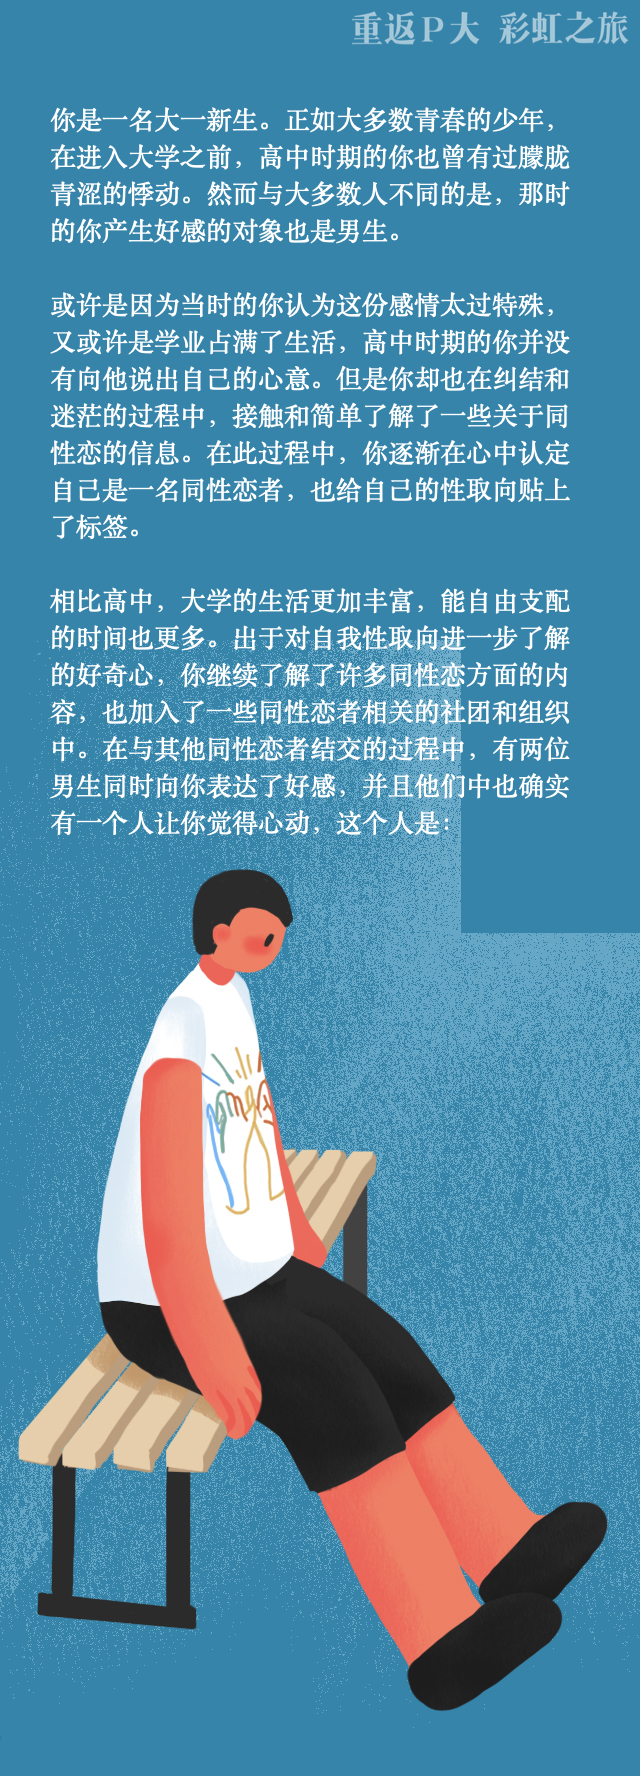 重返P大 彩虹之旅
你是一名大一新生。正如大多数青春的少年，
在进入大学之前，高中时期的你也曾有过朦胧
青涩的悸动。然而与大多数人不同的是，那时
的你产生好感的对象也是男生。
或许是因为当时的你认为这份感情太过特殊，
又或许是学业占满了生活，高中时期的你并没
有向他说出自己的心意。但是你却也在纠结和
迷茫的过程中，接触和简单了解了一些关于同
性恋的信息。在此过程中，你逐渐在心中认定
自己是一名同性恋者，也给自己的性取向贴上
了标签。
相比高中，大学的生活更加丰富，能自由支配
的时间也更多。出于对自我性取向进一步了解
的好奇心，你继续了解了许多同性恋方面的内
容，也加入了一些同性恋者相关的社团和组织
中。在与其他同性恋者结交的过程中，有两位
男生同时向你表达了好感，并且他们中也确实
有一个人让你觉得心动，这个人是：